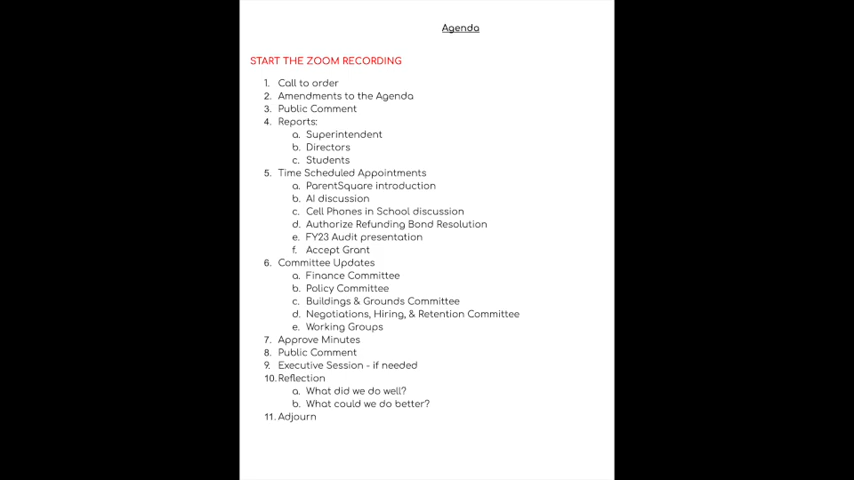 Agenda
START THE ZOOM RECORDING
1. Call to order
2. Amendments to the Agenda
3. Public Comment
4. Reports:
a. Superintendent
b. Directors
c. Students
5. Time Scheduled Appointments
a. ParentSquare introduction
b. AI discussion
c. Cell Phones in School discussion
d. Authorize Refunding Bond Resolution
e. FY23 Audit presentation
f. Accept Grant
6. Committee Updates
a. Finance Committee
b. Policy Committee
c. Buildings & Grounds Committee
d. Negotiations, Hiring, & Retention Committee
e. Working Groups
7. Approve Minutes
8. Public Comment
9. Executive Session - if needed
10. Reflection
a. What did we do well?
b. What could we do better?
11. Adjourn